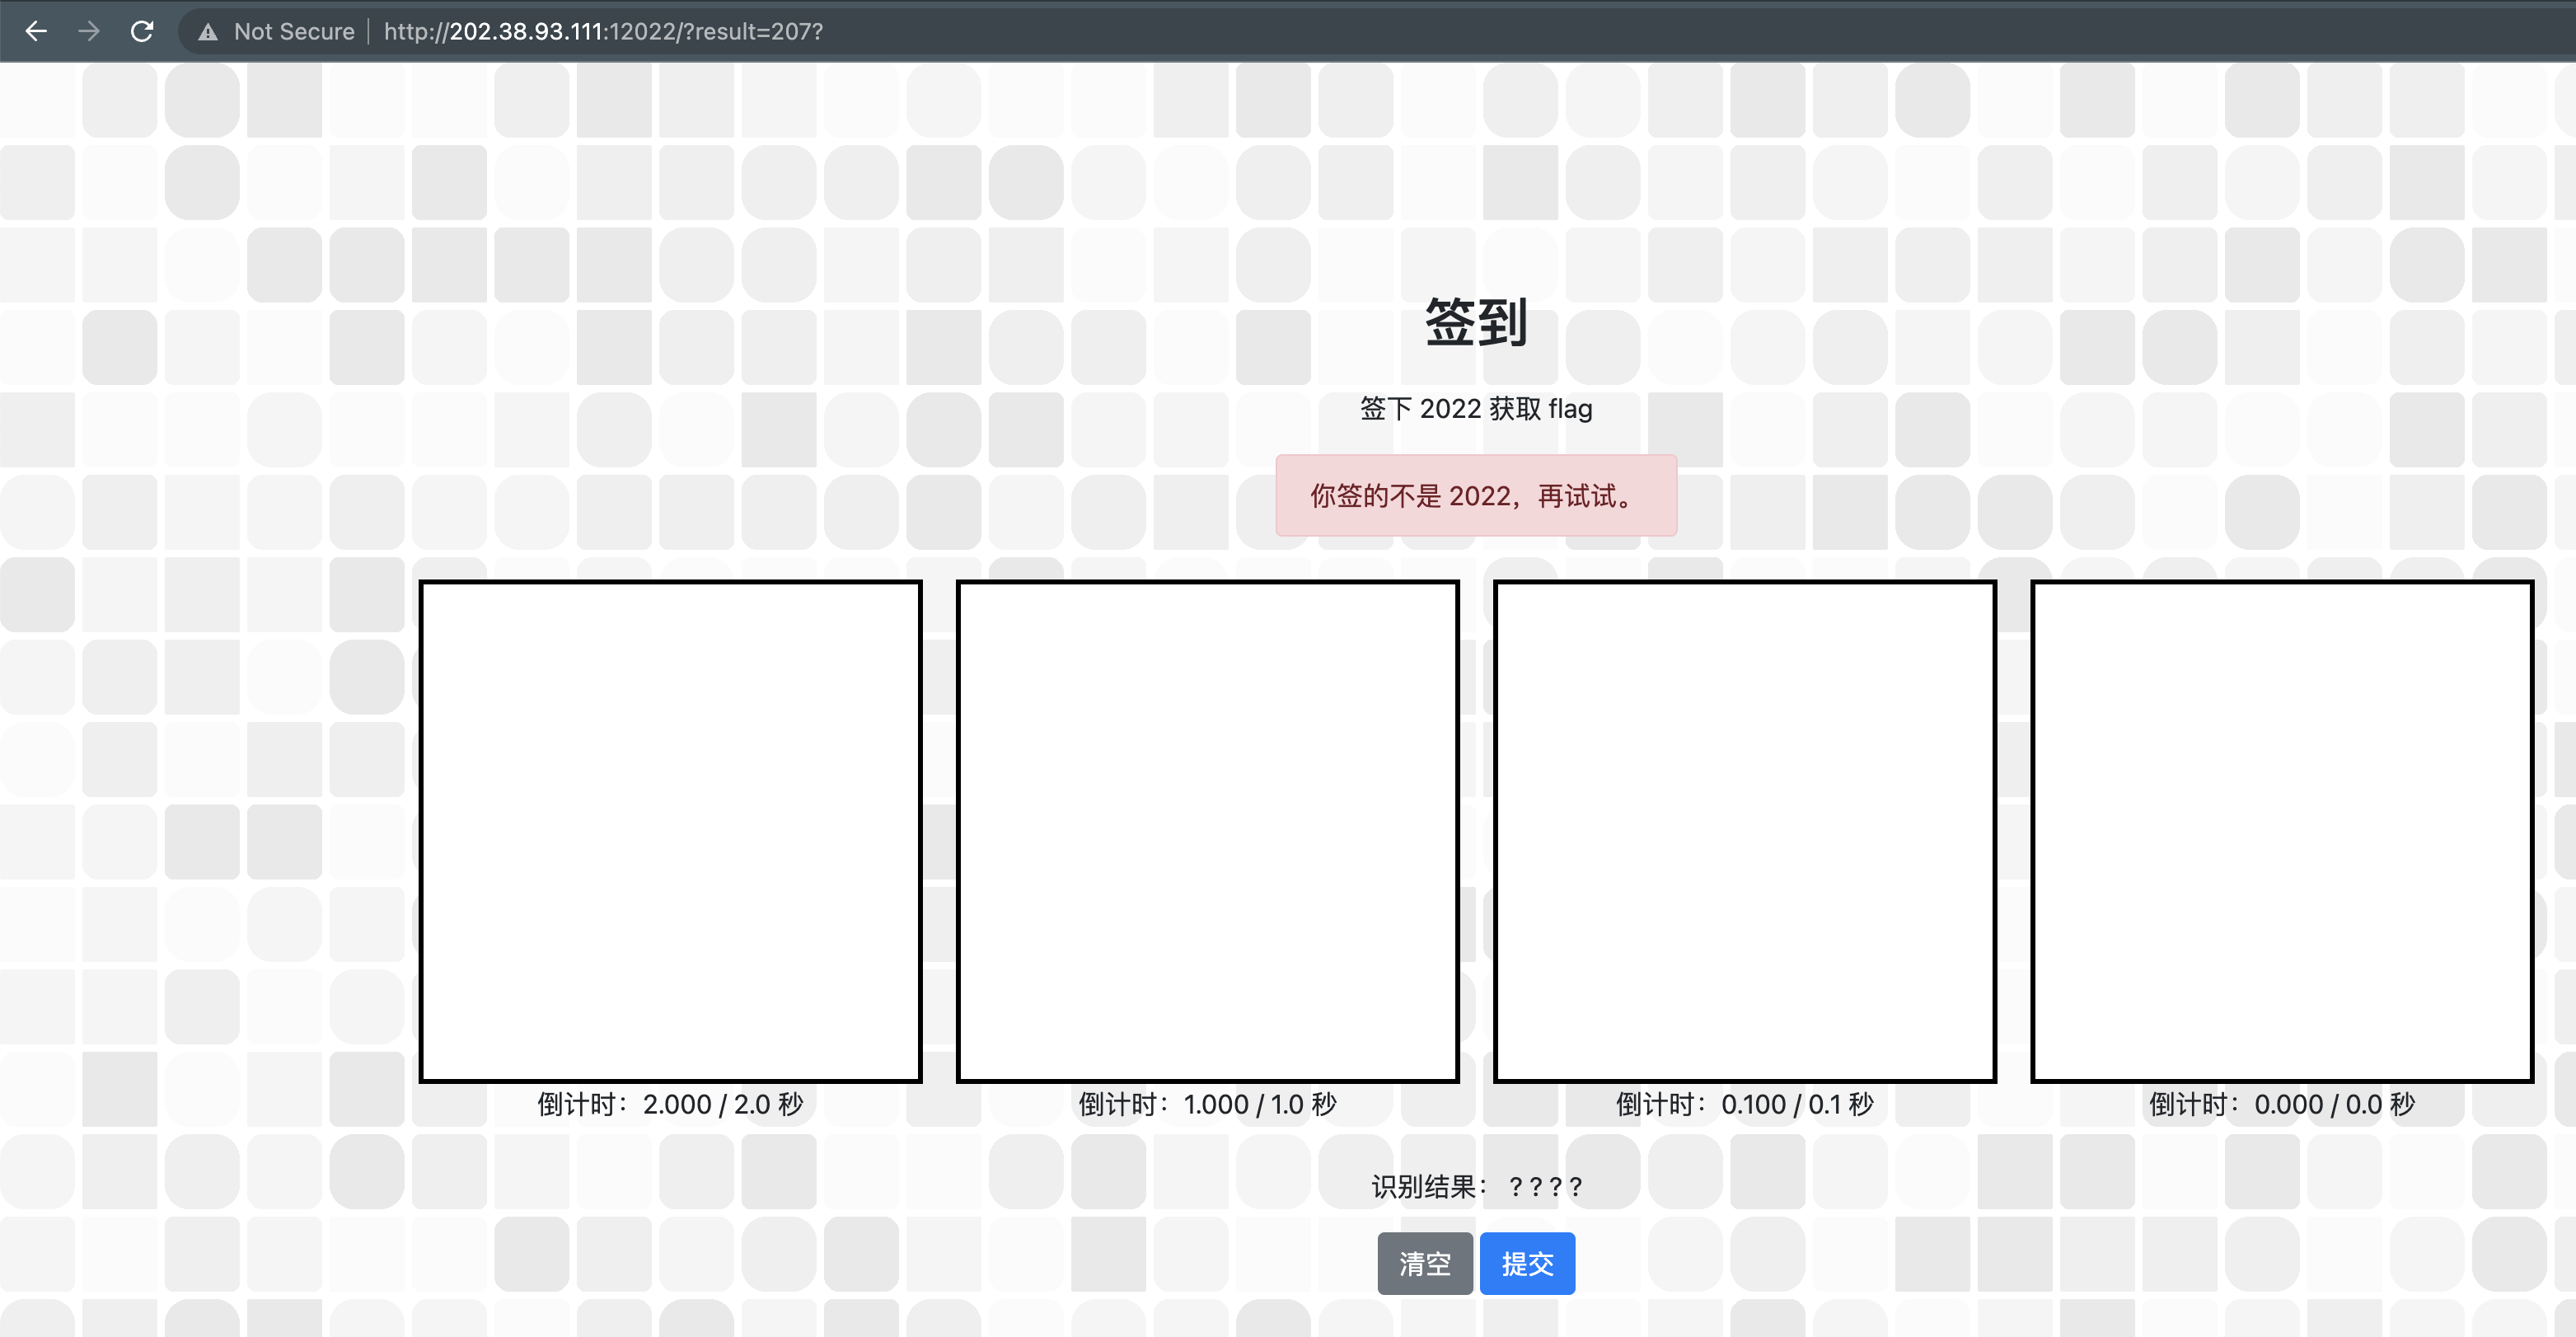 Not Secure | http://202.38.93.111:12022/?result=207?
签到
签下 2022 获取 flag
你签的不是 2022，再试试。
倒计时：2.000 / 2.0 秒 倒计时：1.000 / 1.0 秒 倒计时：0.100 / 0.1 秒 倒计时：0.000 / 0.0 秒
识别结果： ? ? ? ?
清空 提交